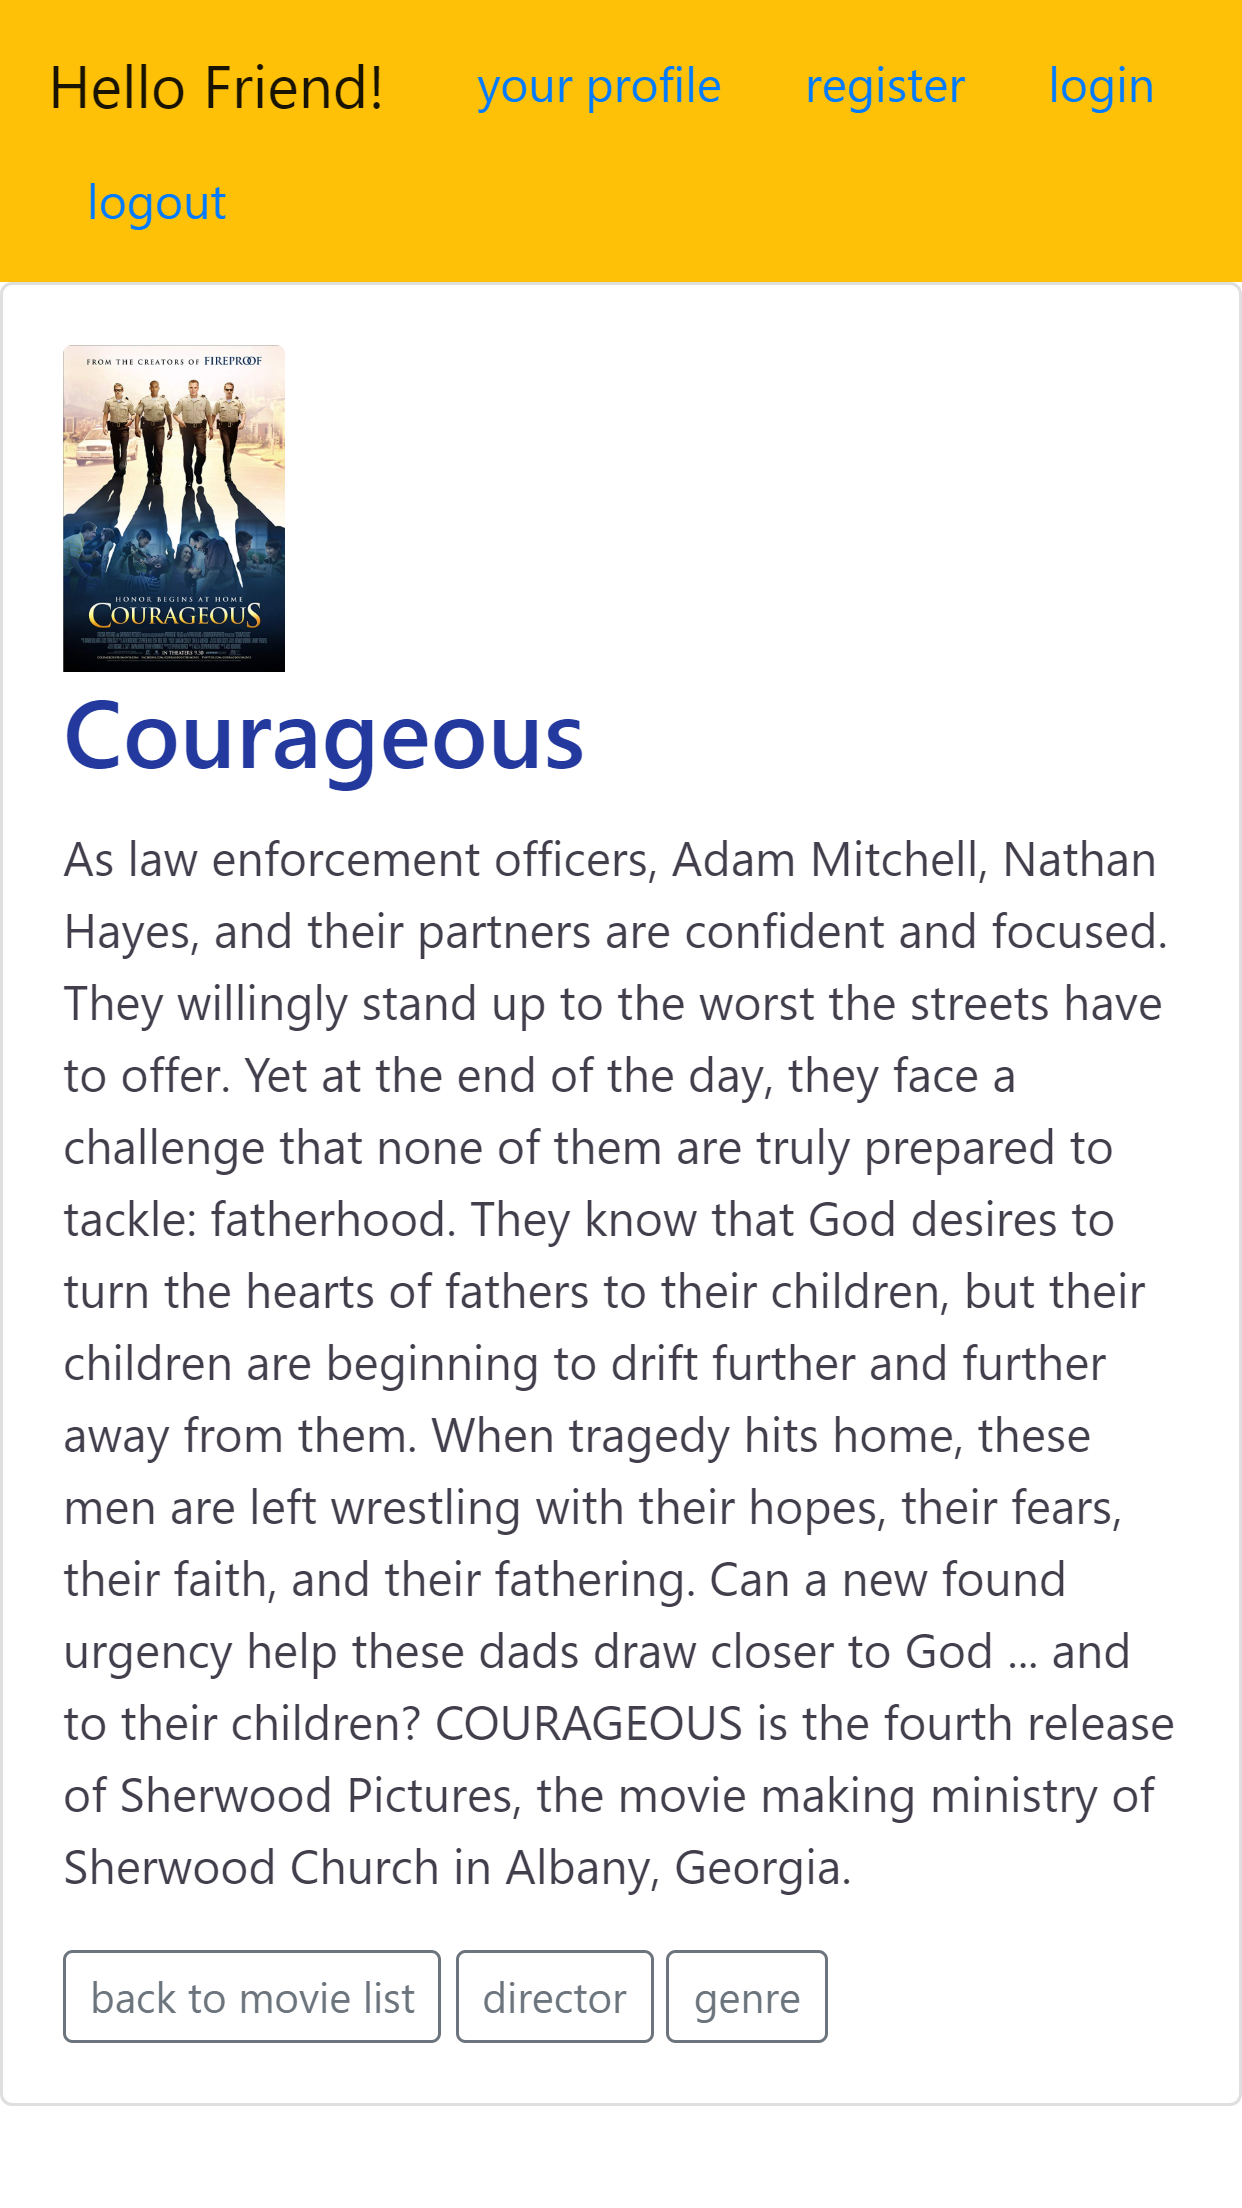 Hello Friend!
your profile
register
login
logout
FROM THE CREATORS OF FIREPROOF
HONOR BEGINS AT HOME
COURAGEOUS
IN THEATERS 9.30
Courageous
As law enforcement officers, Adam Mitchell, Nathan
Hayes, and their partners are confident and focused.
They willingly stand up to the worst the streets have
to offer. Yet at the end of the day, they face a
challenge that none of them are truly prepared to
tackle: fatherhood. They know that God desires to
turn the hearts of fathers to their children, but their
children are beginning to drift further and further
away from them. When tragedy hits home, these
men are left wrestling with their hopes, their fears,
their faith, and their fathering. Can a new found
urgency help these dads draw closer to God ... and
to their children? COURAGEOUS is the fourth release
of Sherwood Pictures, the movie making ministry of
Sherwood Church in Albany, Georgia.
back to movie list
director
genre